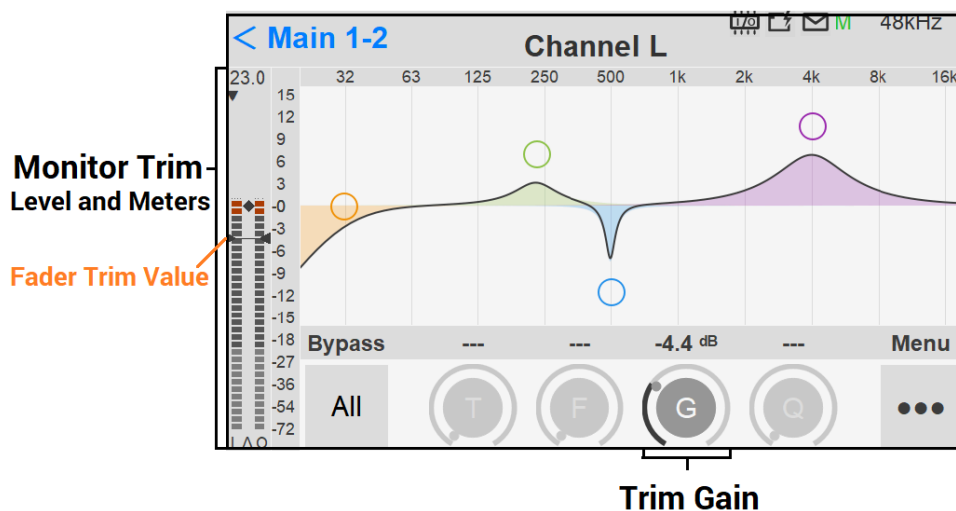 < Main 1-2
Channel L
I/O
M
48kHz
23.0
32 63 125 250 500 1k 2k 4k 8k 16k
15
12
9
6
3
-0
-3
-6
-9
-12
-15
-18
-27
-36
-54
-72
Monitor Trim
Level and Meters
Fader Trim Value
Bypass --- --- -4.4 dB --- Menu
All T F G Q
Trim Gain